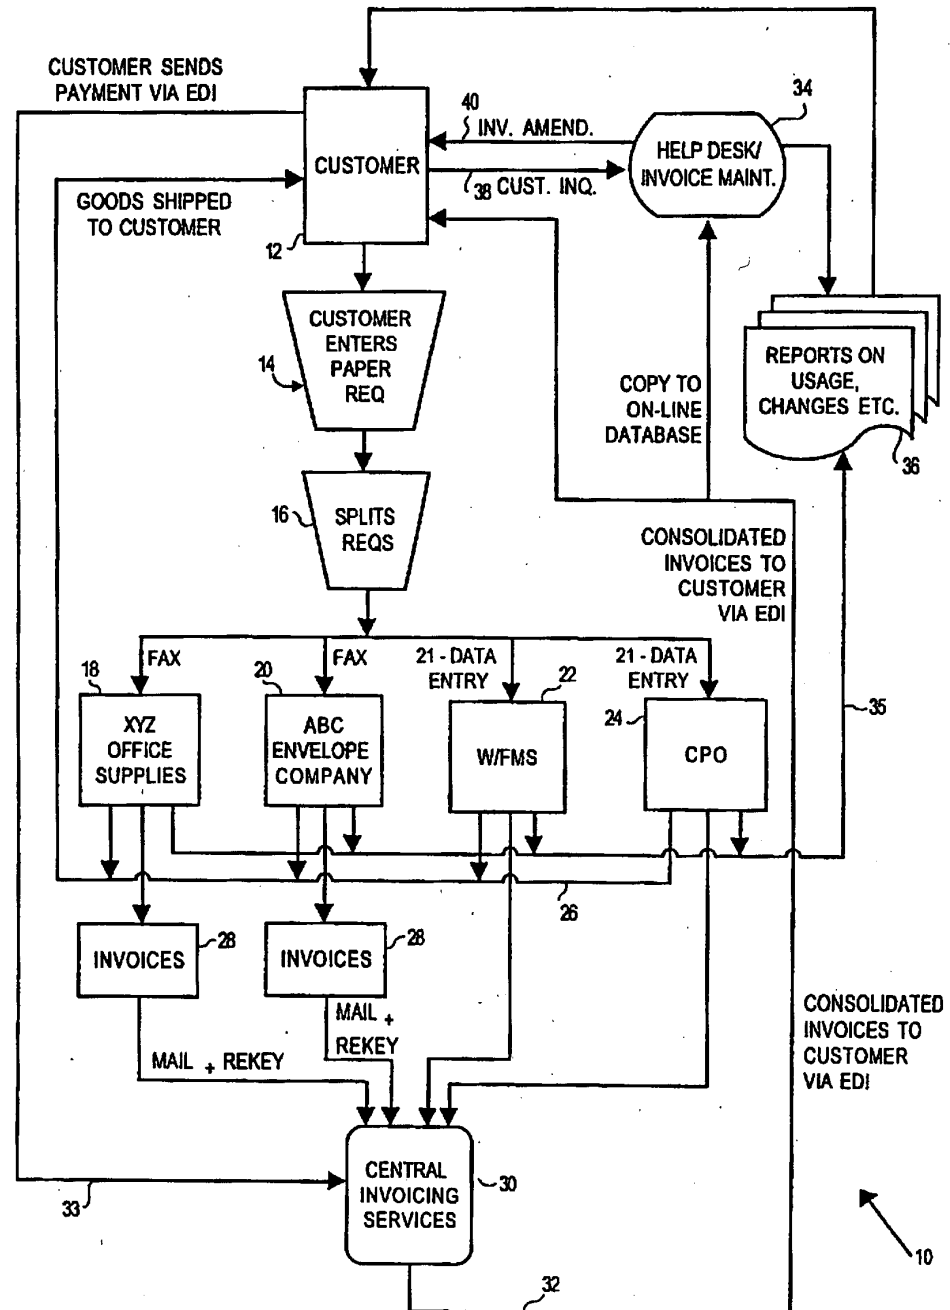 CUSTOMER SENDS
PAYMENT VIA EDI
34
40
INV. AMEND.
HELP DESK/
INVOICE MAINT.
CUSTOMER
38 CUST. INQ.
GOODS SHIPPED
TO CUSTOMER
12
CUSTOMER
ENTERS
PAPER
REQ
14
REPORTS ON
USAGE,
CHANGES ETC.
36
COPY TO
ON-LINE
DATABASE
16
SPLITS
REQS
CONSOLIDATED
INVOICES TO
CUSTOMER
VIA EDI
FAX
FAX
21 - DATA
ENTRY
21 - DATA
ENTRY
18
XYZ
OFFICE
SUPPLIES
20
ABC
ENVELOPE
COMPANY
22
W/FMS
24
CPO
35
26
INVOICES
28
INVOICES
28
MAIL +
REKEY
MAIL + REKEY
CONSOLIDATED
INVOICES TO
CUSTOMER
VIA EDI
CENTRAL
INVOICING
SERVICES
30
33
10
32